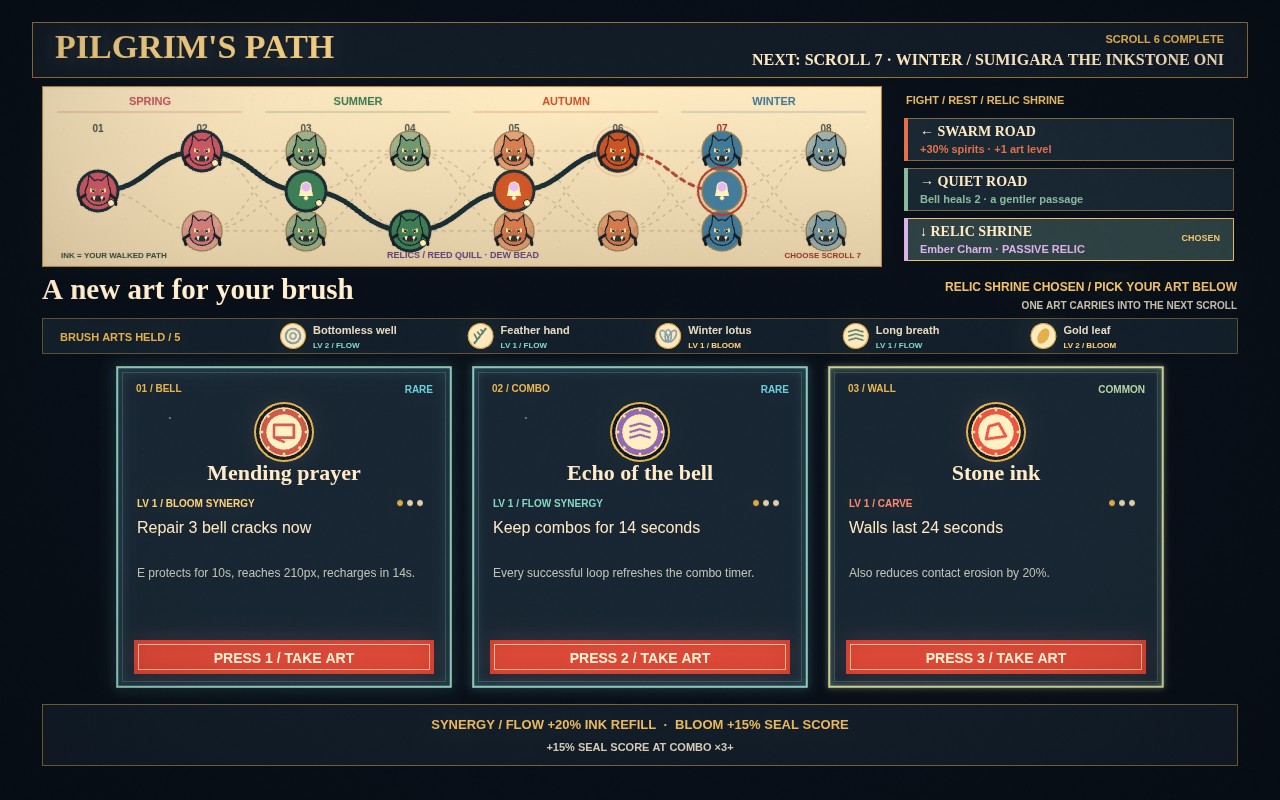 PILGRIM'S PATH
SCROLL 6 COMPLETE
NEXT: SCROLL 7 · WINTER / SUMIGARA THE INKSTONE ONI
SPRING SUMMER AUTUMN WINTER
01 02 03 04 05 06 07 08
INK = YOUR WALKED PATH
RELICS / REED QUILL · DEW BEAD
CHOOSE SCROLL 7
FIGHT / REST / RELIC SHRINE
← SWARM ROAD
+30% spirits · +1 art level
→ QUIET ROAD
Bell heals 2 · a gentler passage
↓ RELIC SHRINE
Ember Charm · PASSIVE RELIC
CHOSEN
A new art for your brush
RELIC SHRINE CHOSEN / PICK YOUR ART BELOW
ONE ART CARRIES INTO THE NEXT SCROLL
BRUSH ARTS HELD / 5
Bottomless well
LV 2 / FLOW
Feather hand
LV 1 / FLOW
Winter lotus
LV 1 / BLOOM
Long breath
LV 1 / FLOW
Gold leaf
LV 2 / BLOOM
01 / BELL
RARE
Mending prayer
LV 1 / BLOOM SYNERGY
Repair 3 bell cracks now
E protects for 10s, reaches 210px, recharges in 14s.
PRESS 1 / TAKE ART
02 / COMBO
RARE
Echo of the bell
LV 1 / FLOW SYNERGY
Keep combos for 14 seconds
Every successful loop refreshes the combo timer.
PRESS 2 / TAKE ART
03 / WALL
COMMON
Stone ink
LV 1 / CARVE
Walls last 24 seconds
Also reduces contact erosion by 20%.
PRESS 3 / TAKE ART
SYNERGY / FLOW +20% INK REFILL · BLOOM +15% SEAL SCORE
+15% SEAL SCORE AT COMBO ×3+